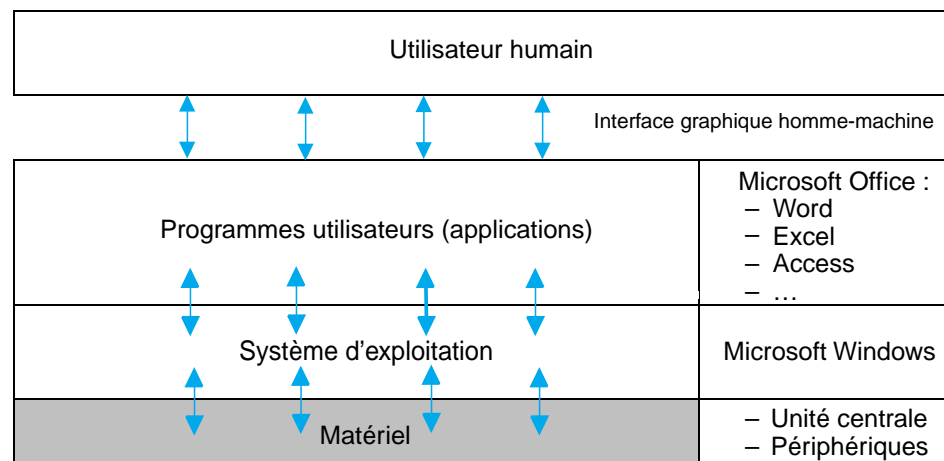 Utilisateur humain
Interface graphique homme-machine
Programmes utilisateurs (applications)
Microsoft Office :
– Word
– Excel
– Access
– …
Système d’exploitation
Microsoft Windows
Matériel
– Unité centrale
– Périphériques